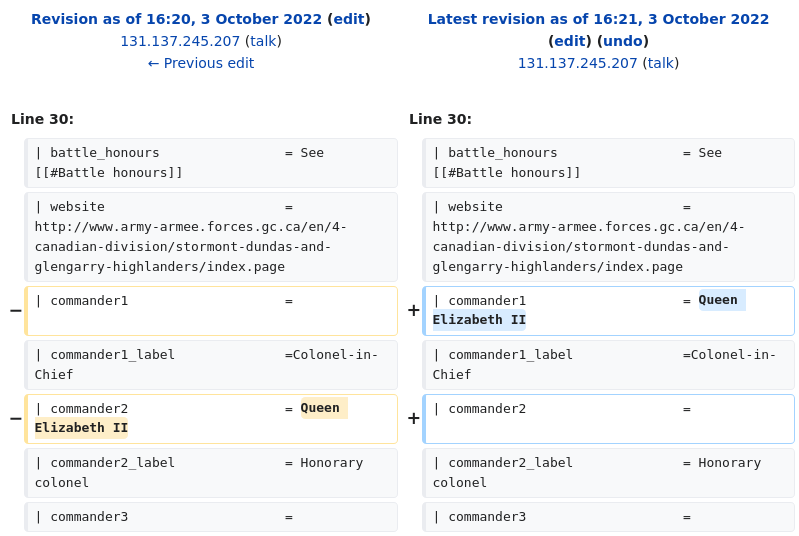 Revision as of 16:20, 3 October 2022 (edit)
131.137.245.207 (talk)
← Previous edit
Latest revision as of 16:21, 3 October 2022
(edit) (undo)
131.137.245.207 (talk)
Line 30:
| battle_honours = See
[[#Battle honours]]
| website =
http://www.army-armee.forces.gc.ca/en/4-
canadian-division/stormont-dundas-and-
glengarry-highlanders/index.page
− | commander1 =
| commander1_label =Colonel-in-
Chief
− | commander2 = Queen
Elizabeth II
| commander2_label = Honorary
colonel
| commander3 =
Line 30:
| battle_honours = See
[[#Battle honours]]
| website =
http://www.army-armee.forces.gc.ca/en/4-
canadian-division/stormont-dundas-and-
glengarry-highlanders/index.page
+ | commander1 = Queen
Elizabeth II
| commander1_label =Colonel-in-
Chief
+ | commander2 =
| commander2_label = Honorary
colonel
| commander3 =